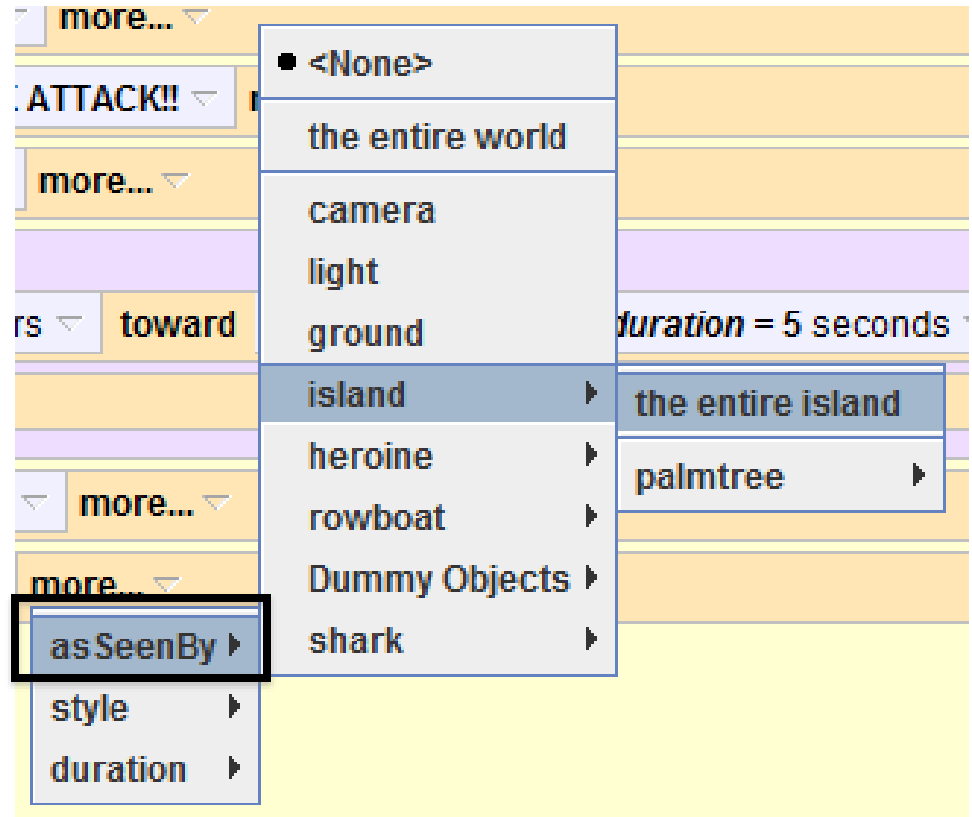 more...
ATTACK!!
more...
rs toward
duration = 5 seconds
more...
more...
asSeenBy
style
duration
<None>
the entire world
camera
light
ground
island
heroine
rowboat
Dummy Objects
shark
the entire island
palmtree